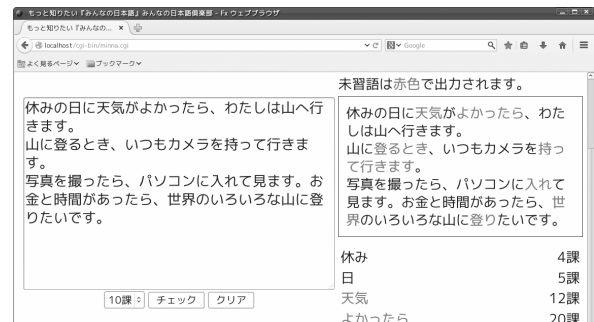 もっと知りたい『みんなの日本語』みんなの日本語倶楽部 - Fx ウェブブラウザ
もっと知りたい『みんなの...
localhost/cgi-bin/minna.cgi
Google
よく見るページ
ブックマーク
休みの日に天気がよかったら、わたしは山へ行
きます。
山に登るとき、いつもカメラを持って行きま
す。
写真を撮ったら、パソコンに入れて見ます。お
金と時間があったら、世界のいろいろな山に登
りたいです。
10課
チェック
クリア
未習語は赤色で出力されます。
休みの日に天気がよかったら、わた
しは山へ行きます。
山に登るとき、いつもカメラを持っ
て行きます。
写真を撮ったら、パソコンに入れて
見ます。お金と時間があったら、世
界のいろいろな山に登りたいです。
休み 4課
日 5課
天気 12課
よかったら 20課